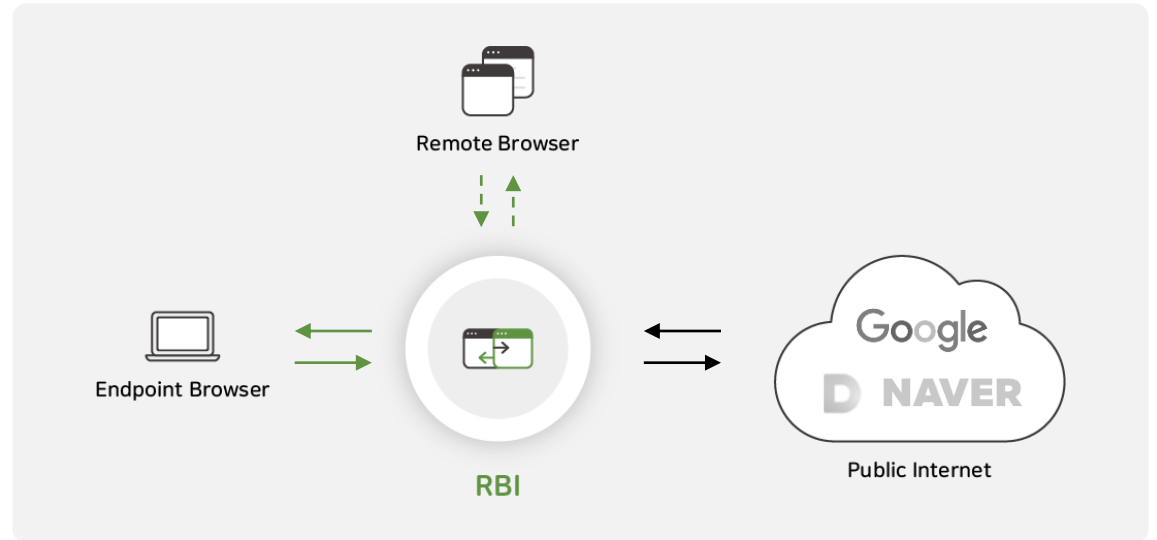 Remote Browser
Endpoint Browser
RBI
Google
D NAVER
Public Internet